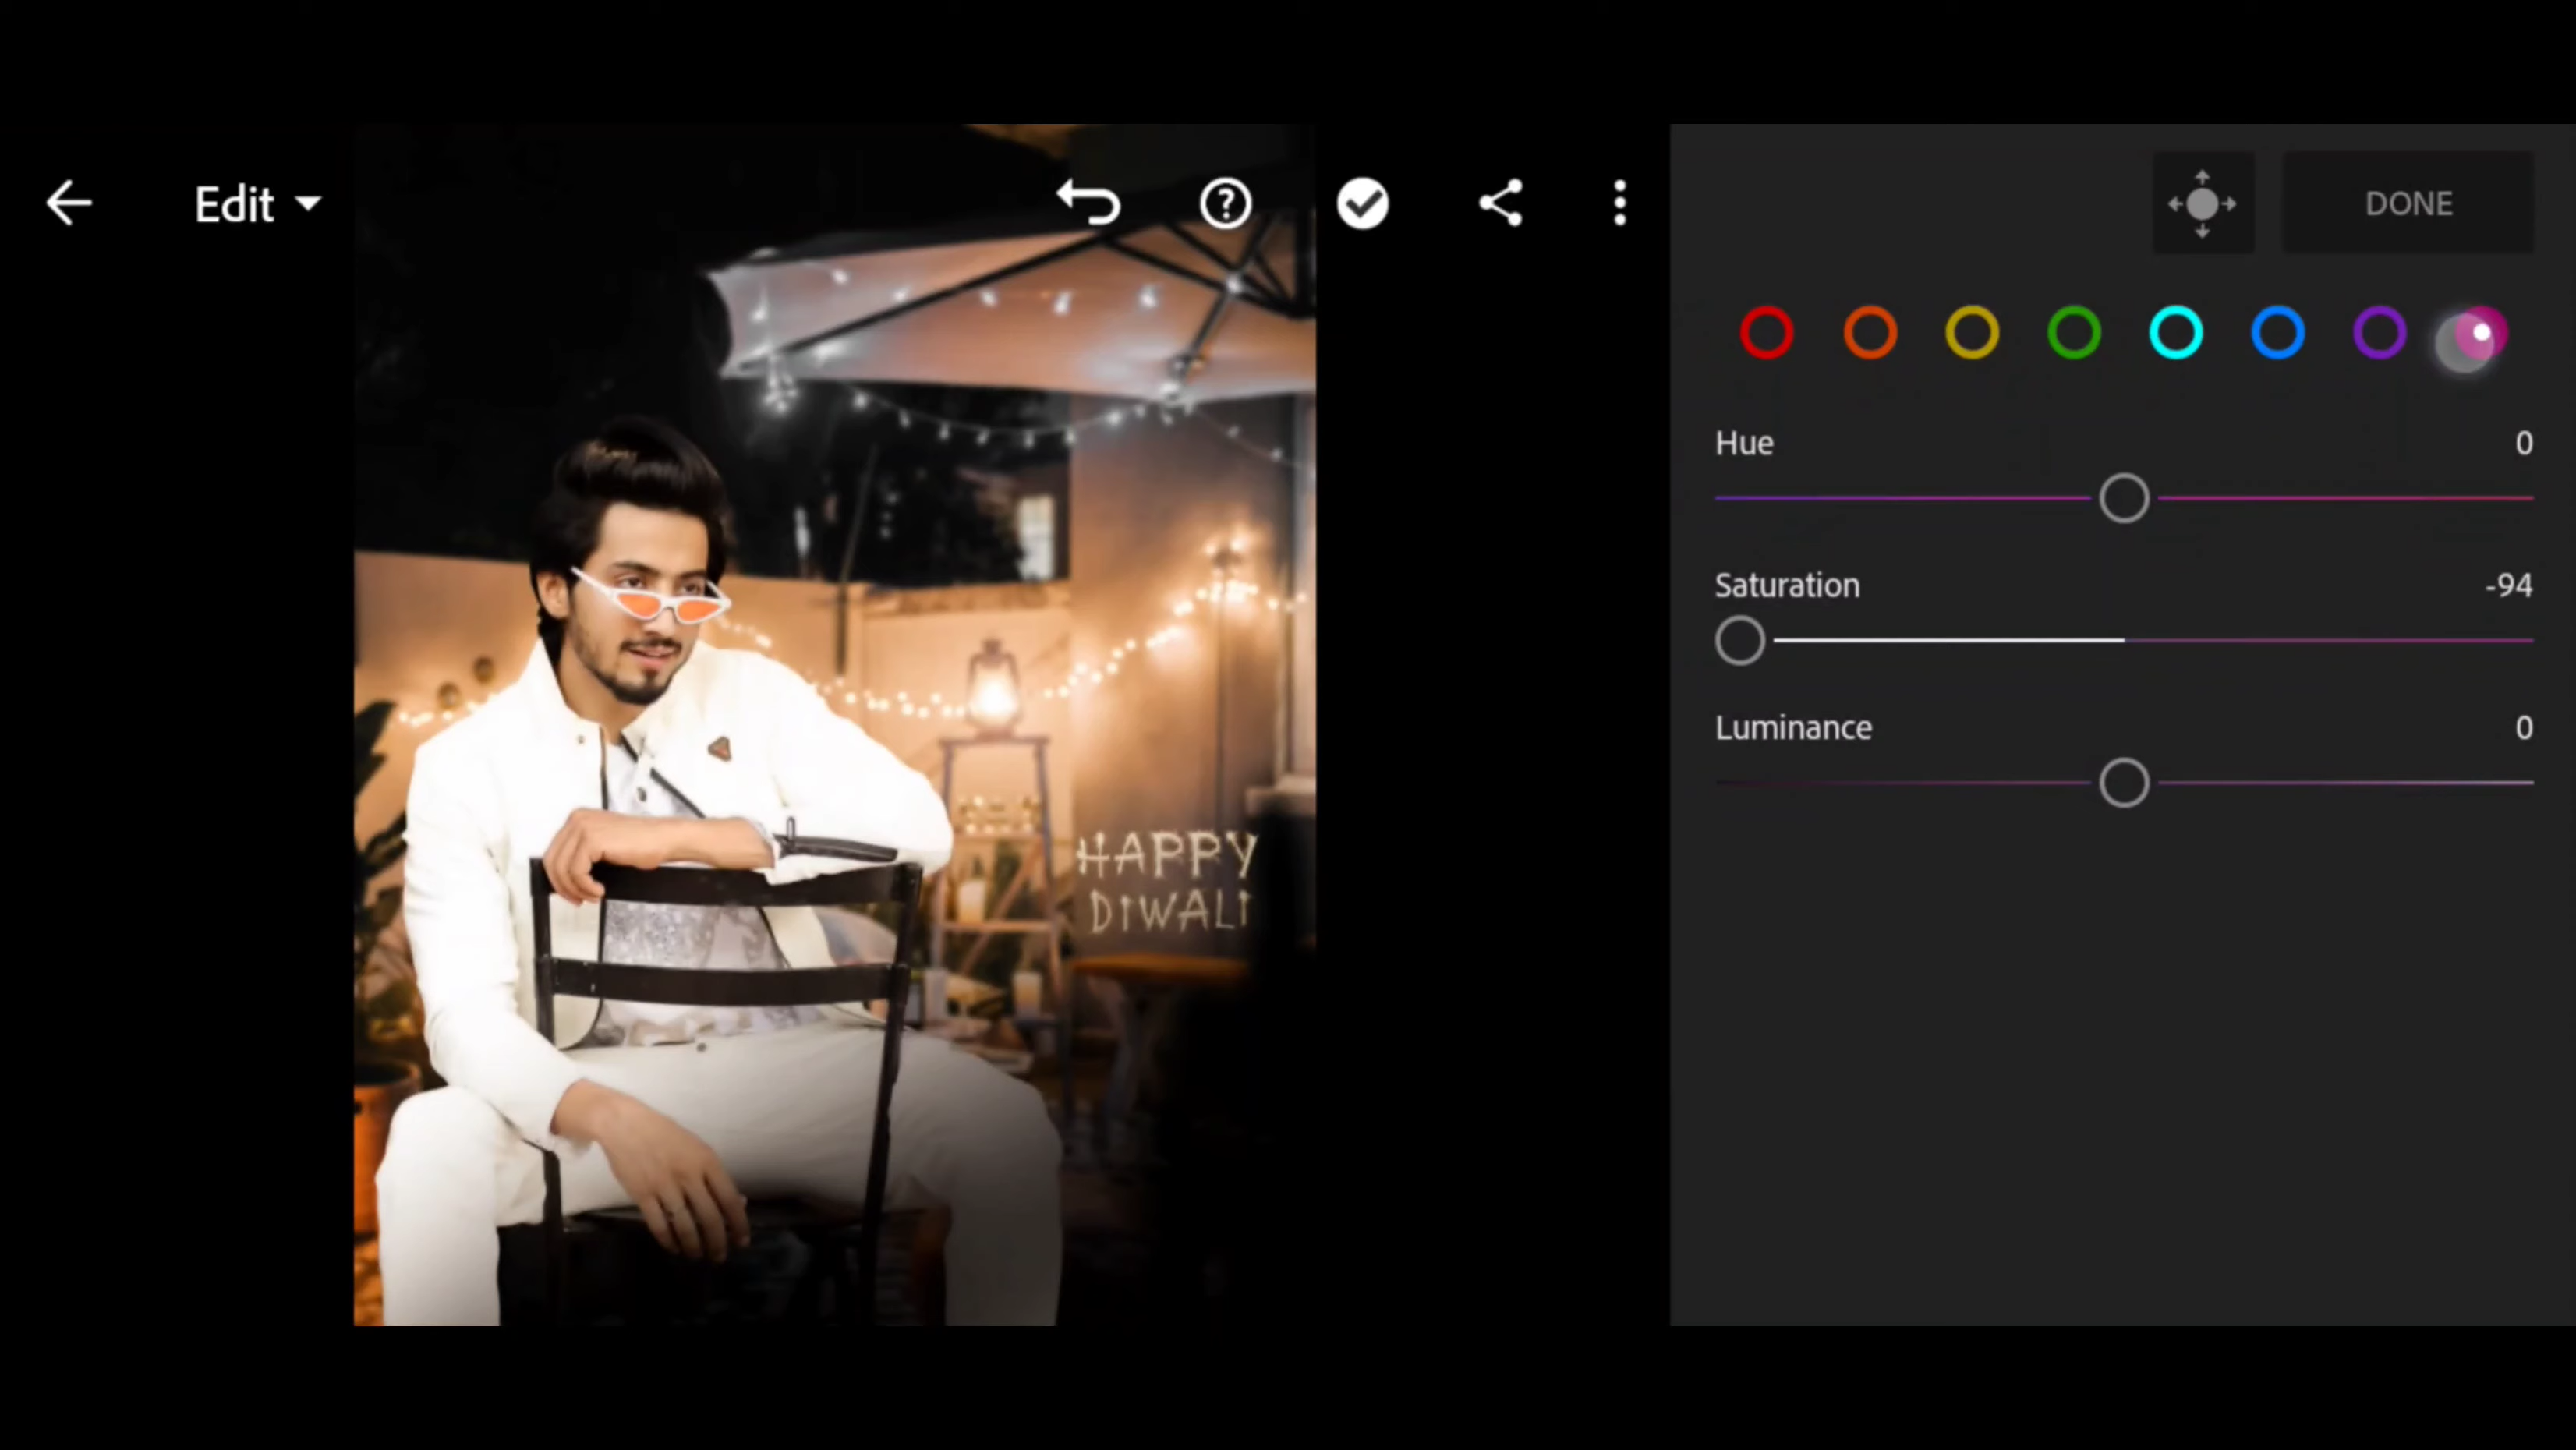 Edit
DONE
Hue 0
Saturation -94
Luminance 0
HAPPY
DIWALI